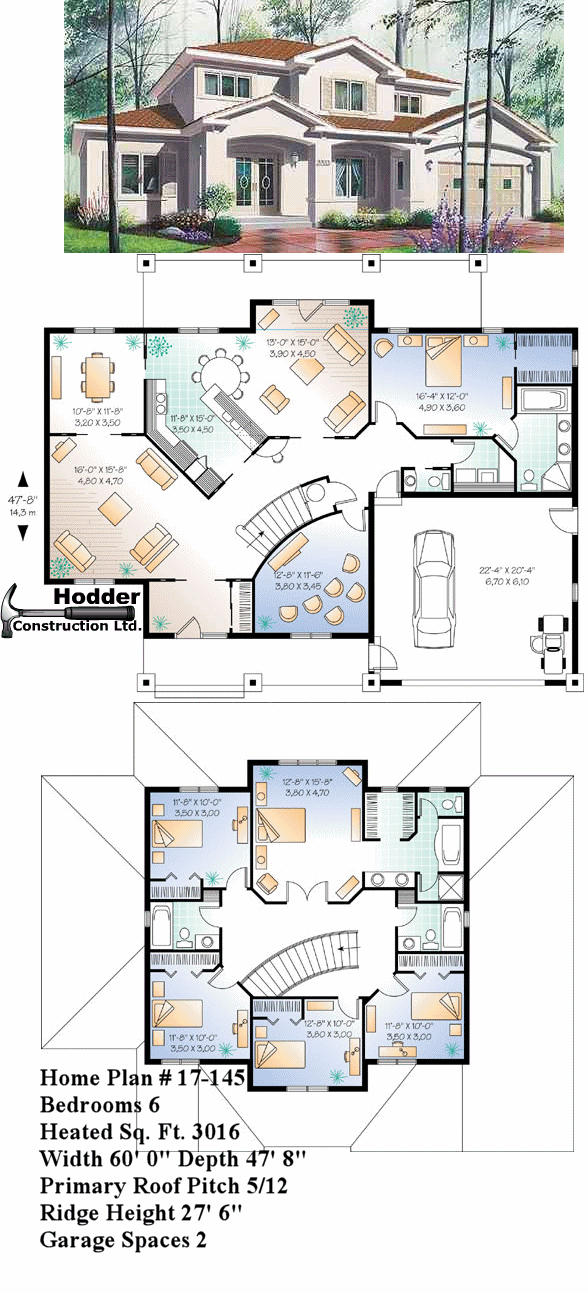 13'-0" X 15'-0"
3,90 X 4,50
16'-4" X 12'-0"
4,90 X 3,60
10'-8" X 11'-8"
3,20 X 3,50
11'-8" X 15'-0"
3,50 X 4,50
16'-0" X 15'-8"
4,80 X 4,70
47'-8"
14,3 m
12'-8" X 11'-6"
3,80 X 3,45
22'-4" X 20'-4"
6,70 X 6,10
Hodder
Construction Ltd.
12'-8" X 15'-8"
3,80 X 4,70
11'-8" X 10'-0"
3,50 X 3,00
11'-8" X 10'-0"
3,50 X 3,00
12'-8" X 10'-0"
3,80 X 3,00
11'-8" X 10'-0"
3,50 X 3,00
Home Plan # 17-145
Bedrooms 6
Heated Sq. Ft. 3016
Width 60' 0" Depth 47' 8"
Primary Roof Pitch 5/12
Ridge Height 27' 6"
Garage Spaces 2